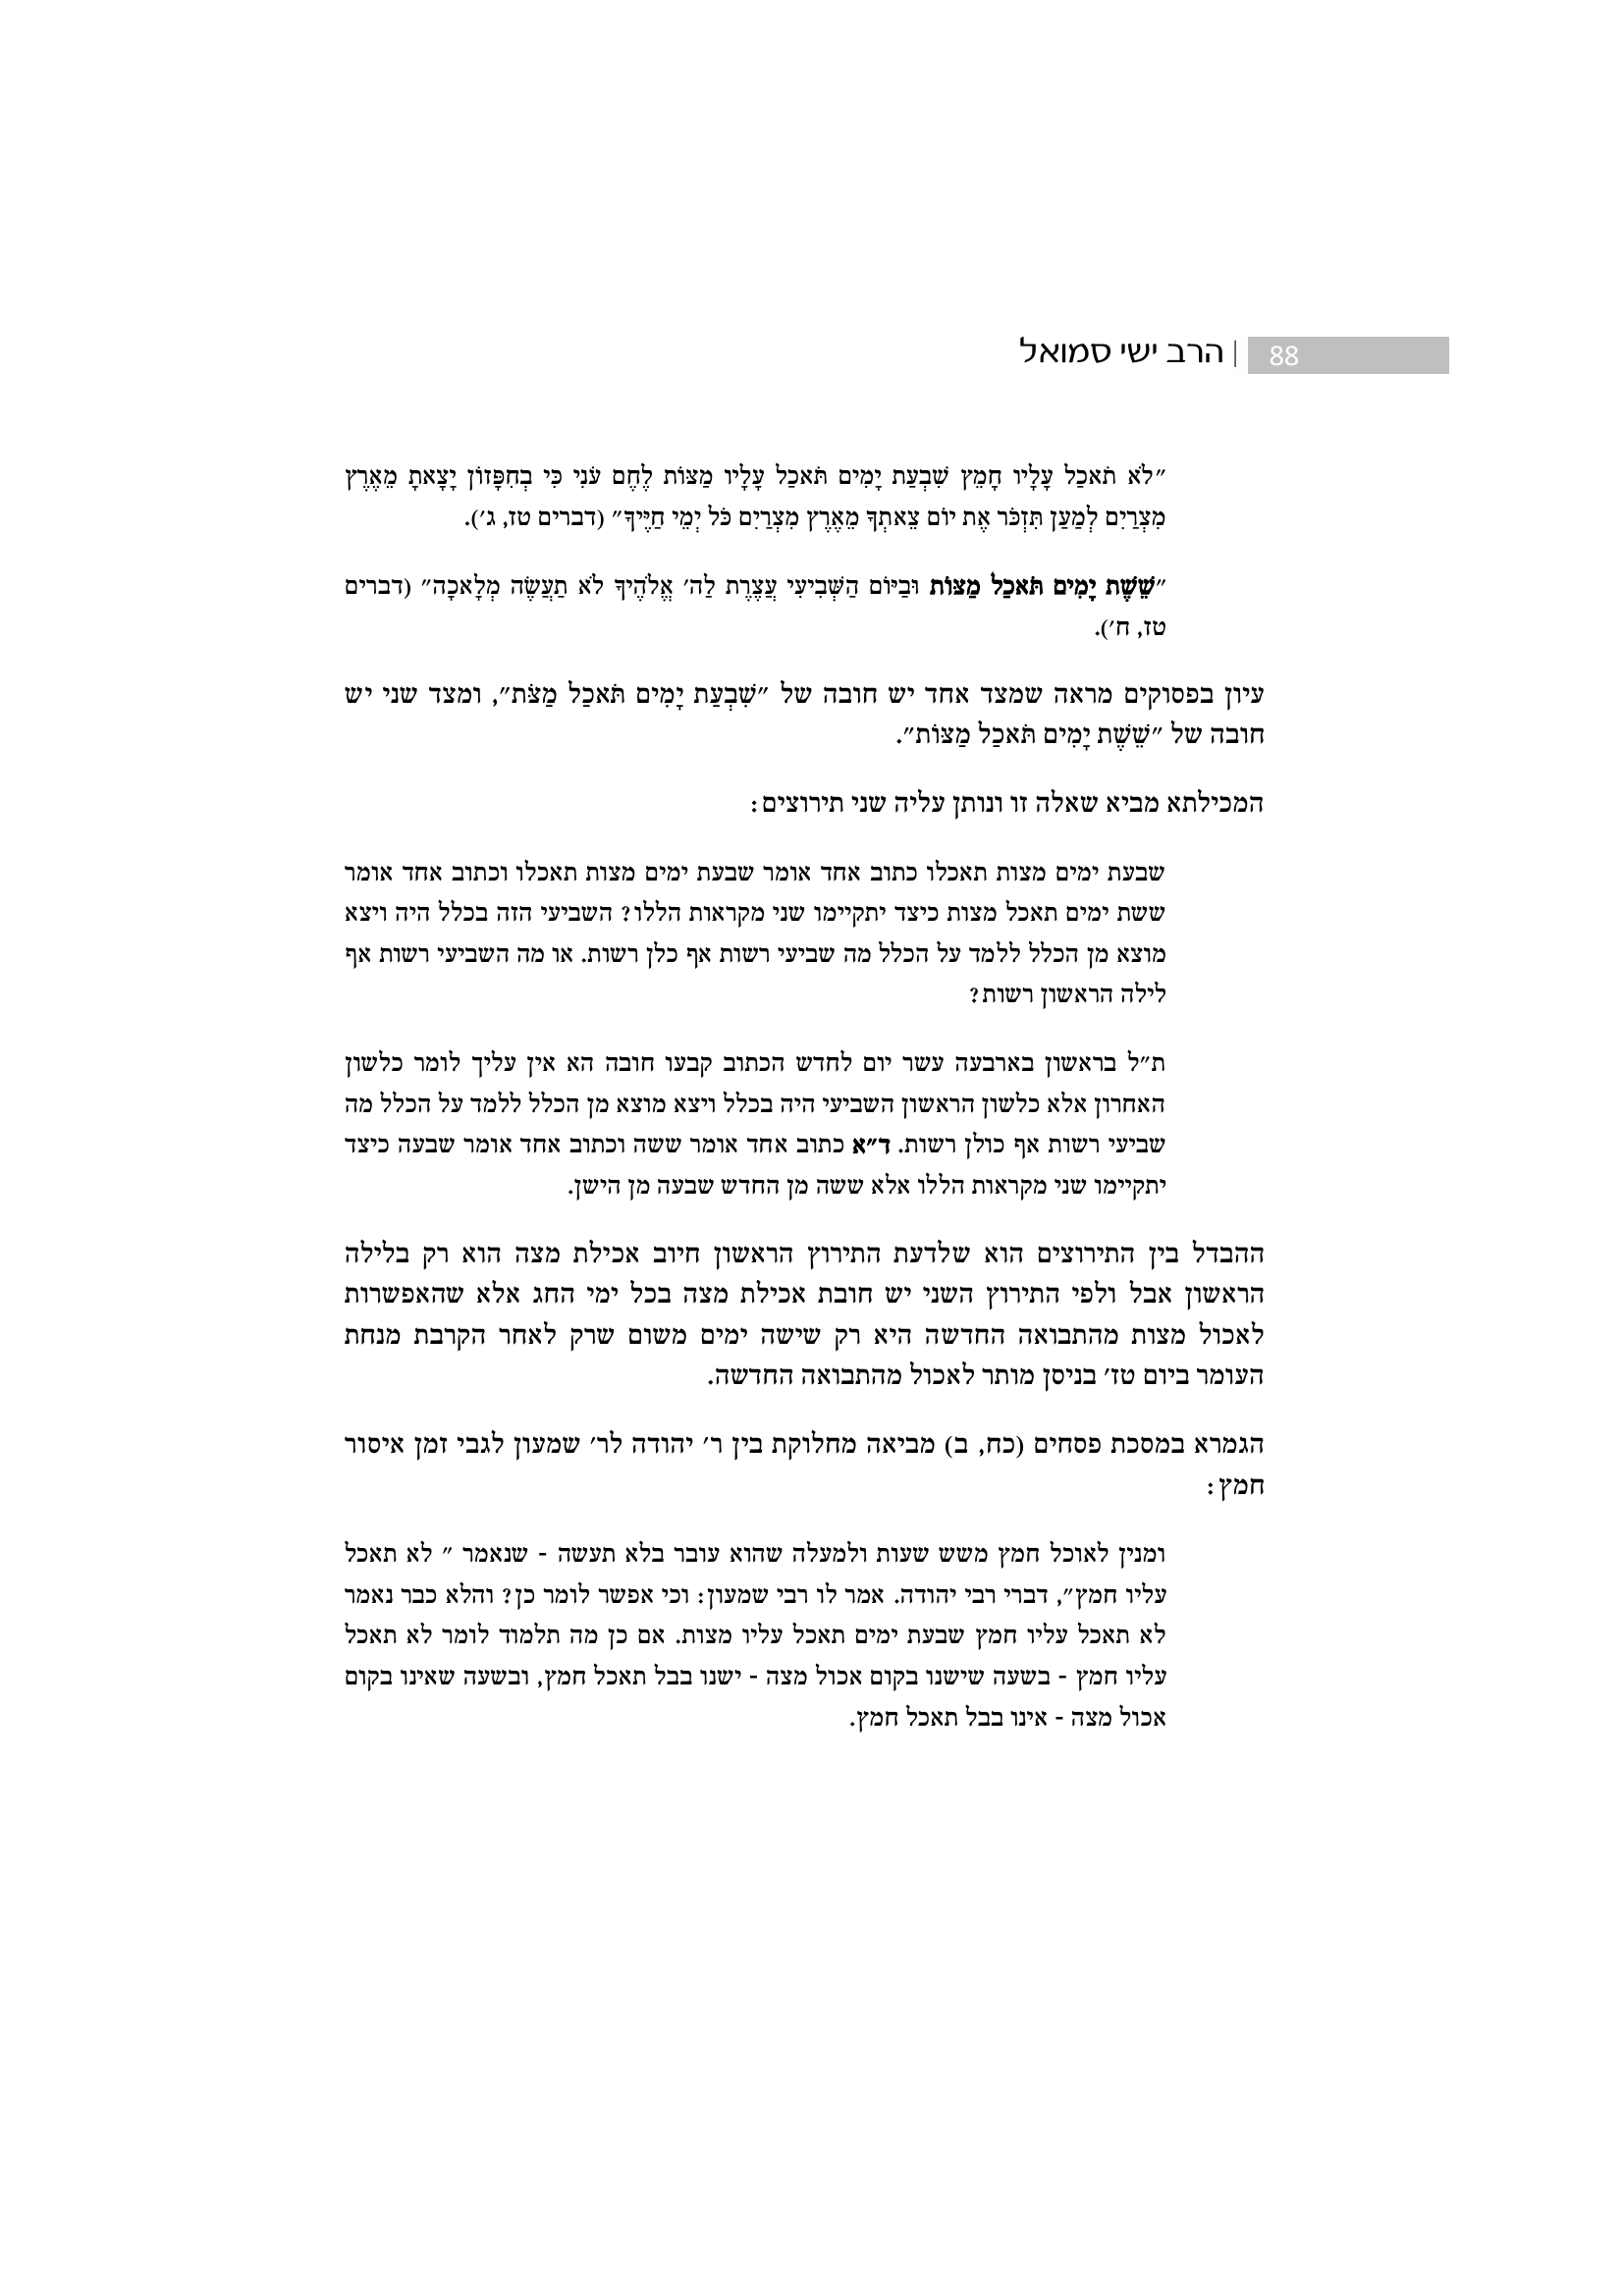 88 | הרב ישי סמואל
״לֹא תֹאכַל עָלָיו חָמֵץ שִׁבְעַת יָמִים תֹּאכַל עָלָיו מַצּוֹת לֶחֶם עֹנִי כִּי בְחִפָּזוֹן יָצָאתָ מֵאֶרֶץ
מִצְרַיִם לְמַעַן תִּזְכֹּר אֶת יוֹם צֵאתְךָ מֵאֶרֶץ מִצְרַיִם כֹּל יְמֵי חַיֶּיךָ״ (דברים טז, ג׳).
״שֵׁשֶׁת יָמִים תֹּאכַל מַצּוֹת וּבַיּוֹם הַשְּׁבִיעִי עֲצֶרֶת לַה׳ אֱלֹהֶיךָ לֹא תַעֲשֶׂה מְלָאכָה״ (דברים
טז, ח׳).
עיון בפסוקים מראה שמצד אחד יש חובה של ״שִׁבְעַת יָמִים תֹּאכַל מַצֹּת״, ומצד שני יש
חובה של ״שֵׁשֶׁת יָמִים תֹּאכַל מַצּוֹת״.
המכילתא מביא שאלה זו ונותן עליה שני תירוצים:
שבעת ימים מצות תאכלו כתוב אחד אומר שבעת ימים מצות תאכלו וכתוב אחד אומר
ששת ימים תאכל מצות כיצד יתקיימו שני מקראות הללו? השביעי הזה בכלל היה ויצא
מוצא מן הכלל ללמד על הכלל מה שביעי רשות אף כלן רשות. או מה השביעי רשות אף
לילה הראשון רשות?
ת״ל בראשון בארבעה עשר יום לחדש הכתוב קבעו חובה הא אין עליך לומר כלשון
האחרון אלא כלשון הראשון השביעי היה בכלל ויצא מוצא מן הכלל ללמד על הכלל מה
שביעי רשות אף כולן רשות. ד״א כתוב אחד אומר ששה וכתוב אחד אומר שבעה כיצד
יתקיימו שני מקראות הללו אלא ששה מן החדש שבעה מן הישן.
ההבדל בין התירוצים הוא שלדעת התירוץ הראשון חיוב אכילת מצה הוא רק בלילה
הראשון אבל ולפי התירוץ השני יש חובת אכילת מצה בכל ימי החג אלא שהאפשרות
לאכול מצות מהתבואה החדשה היא רק שישה ימים משום שרק לאחר הקרבת מנחת
העומר ביום טז׳ בניסן מותר לאכול מהתבואה החדשה.
הגמרא במסכת פסחים (כח, ב) מביאה מחלוקת בין ר׳ יהודה לר׳ שמעון לגבי זמן איסור
חמץ:
ומנין לאוכל חמץ משש שעות ולמעלה שהוא עובר בלא תעשה - שנאמר ״ לא תאכל
עליו חמץ״, דברי רבי יהודה. אמר לו רבי שמעון: וכי אפשר לומר כן? והלא כבר נאמר
לא תאכל עליו חמץ שבעת ימים תאכל עליו מצות. אם כן מה תלמוד לומר לא תאכל
עליו חמץ - בשעה שישנו בקום אכול מצה - ישנו בבל תאכל חמץ, ובשעה שאינו בקום
אכול מצה - אינו בבל תאכל חמץ.